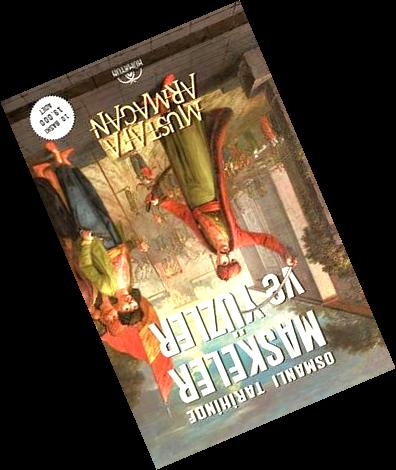 OSMANLI TARİHİNDE
MASKELER
VE YÜZLER
MUSTAFA
ARMAĞAN
10. BASKI
10.000
ADET